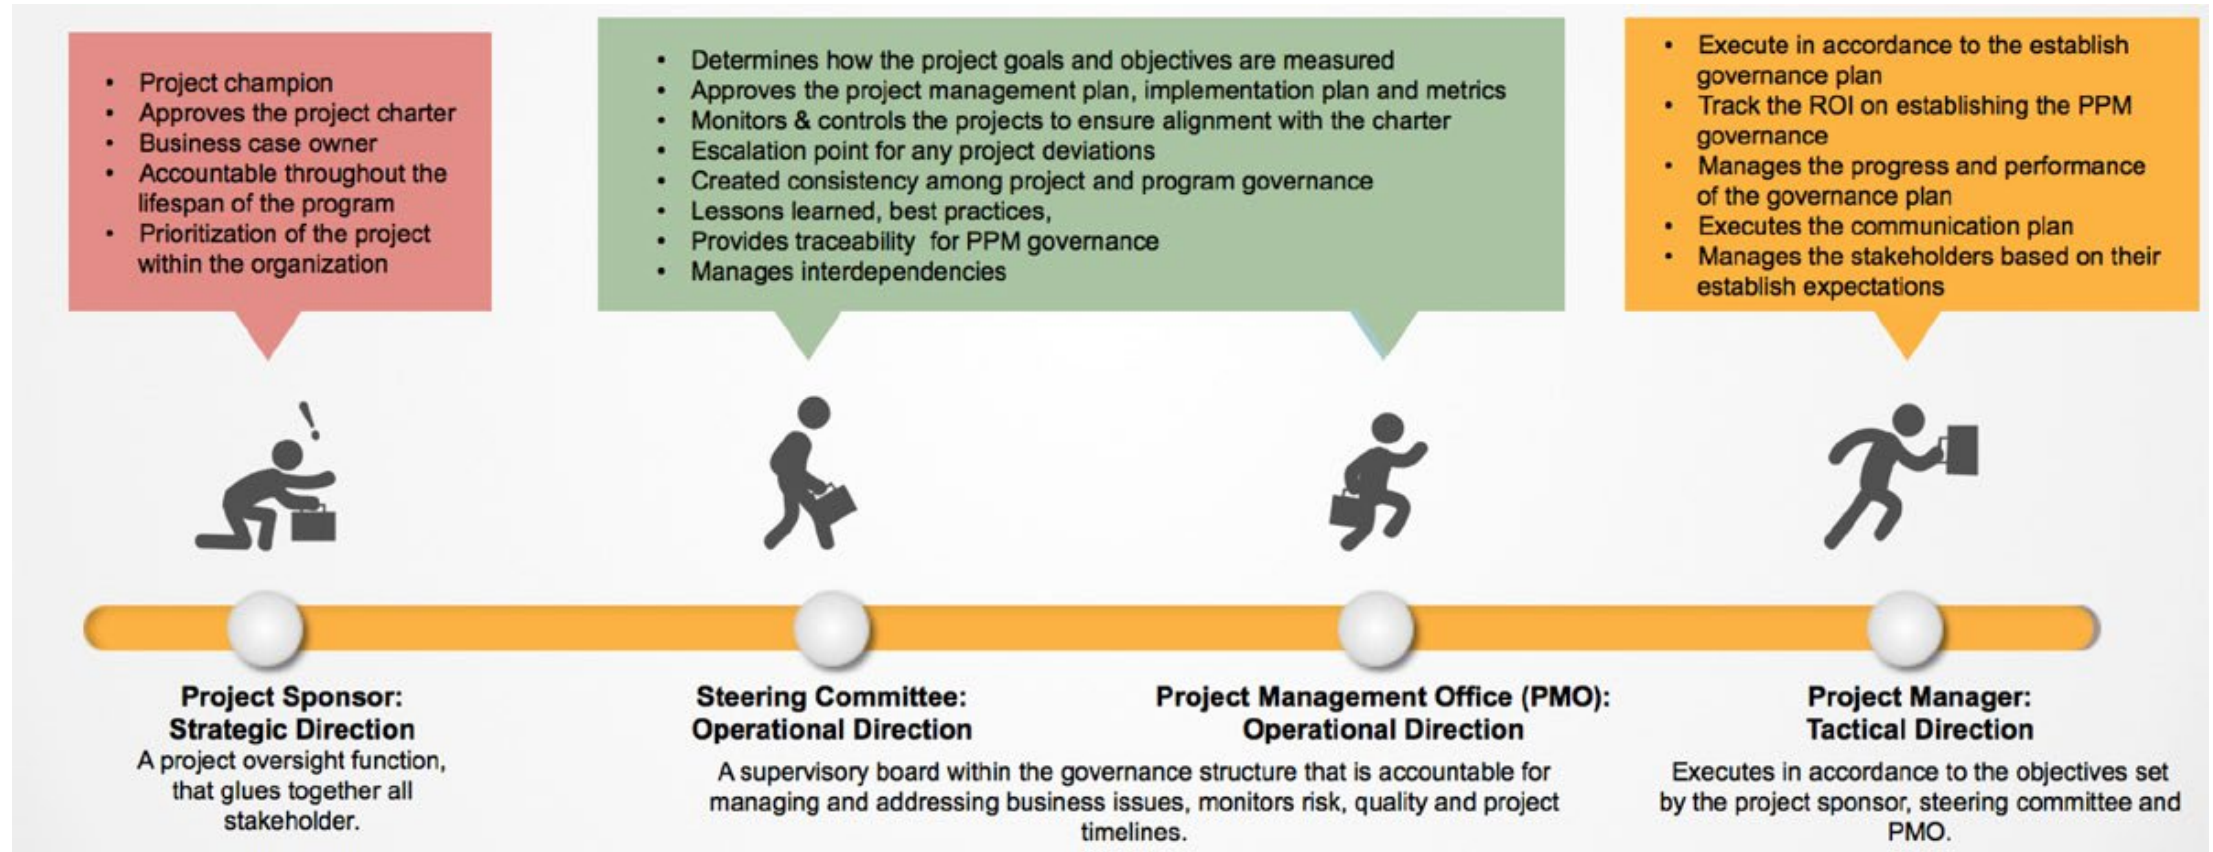 • Project champion
• Approves the project charter
• Business case owner
• Accountable throughout the
lifespan of the program
• Prioritization of the project
within the organization
• Determines how the project goals and objectives are measured
• Approves the project management plan, implementation plan and metrics
• Monitors & controls the projects to ensure alignment with the charter
• Escalation point for any project deviations
• Created consistency among project and program governance
• Lessons learned, best practices,
• Provides traceability for PPM governance
• Manages interdependencies
• Execute in accordance to the establish
governance plan
• Track the ROI on establishing the PPM
governance
• Manages the progress and performance
of the governance plan
• Executes the communication plan
• Manages the stakeholders based on their
establish expectations
!
Project Sponsor:
Strategic Direction
A project oversight function,
that glues together all
stakeholder.
Steering Committee:
Operational Direction
Project Management Office (PMO):
Operational Direction
A supervisory board within the governance structure that is accountable for
managing and addressing business issues, monitors risk, quality and project
timelines.
Project Manager:
Tactical Direction
Executes in accordance to the objectives set
by the project sponsor, steering committee and
PMO.